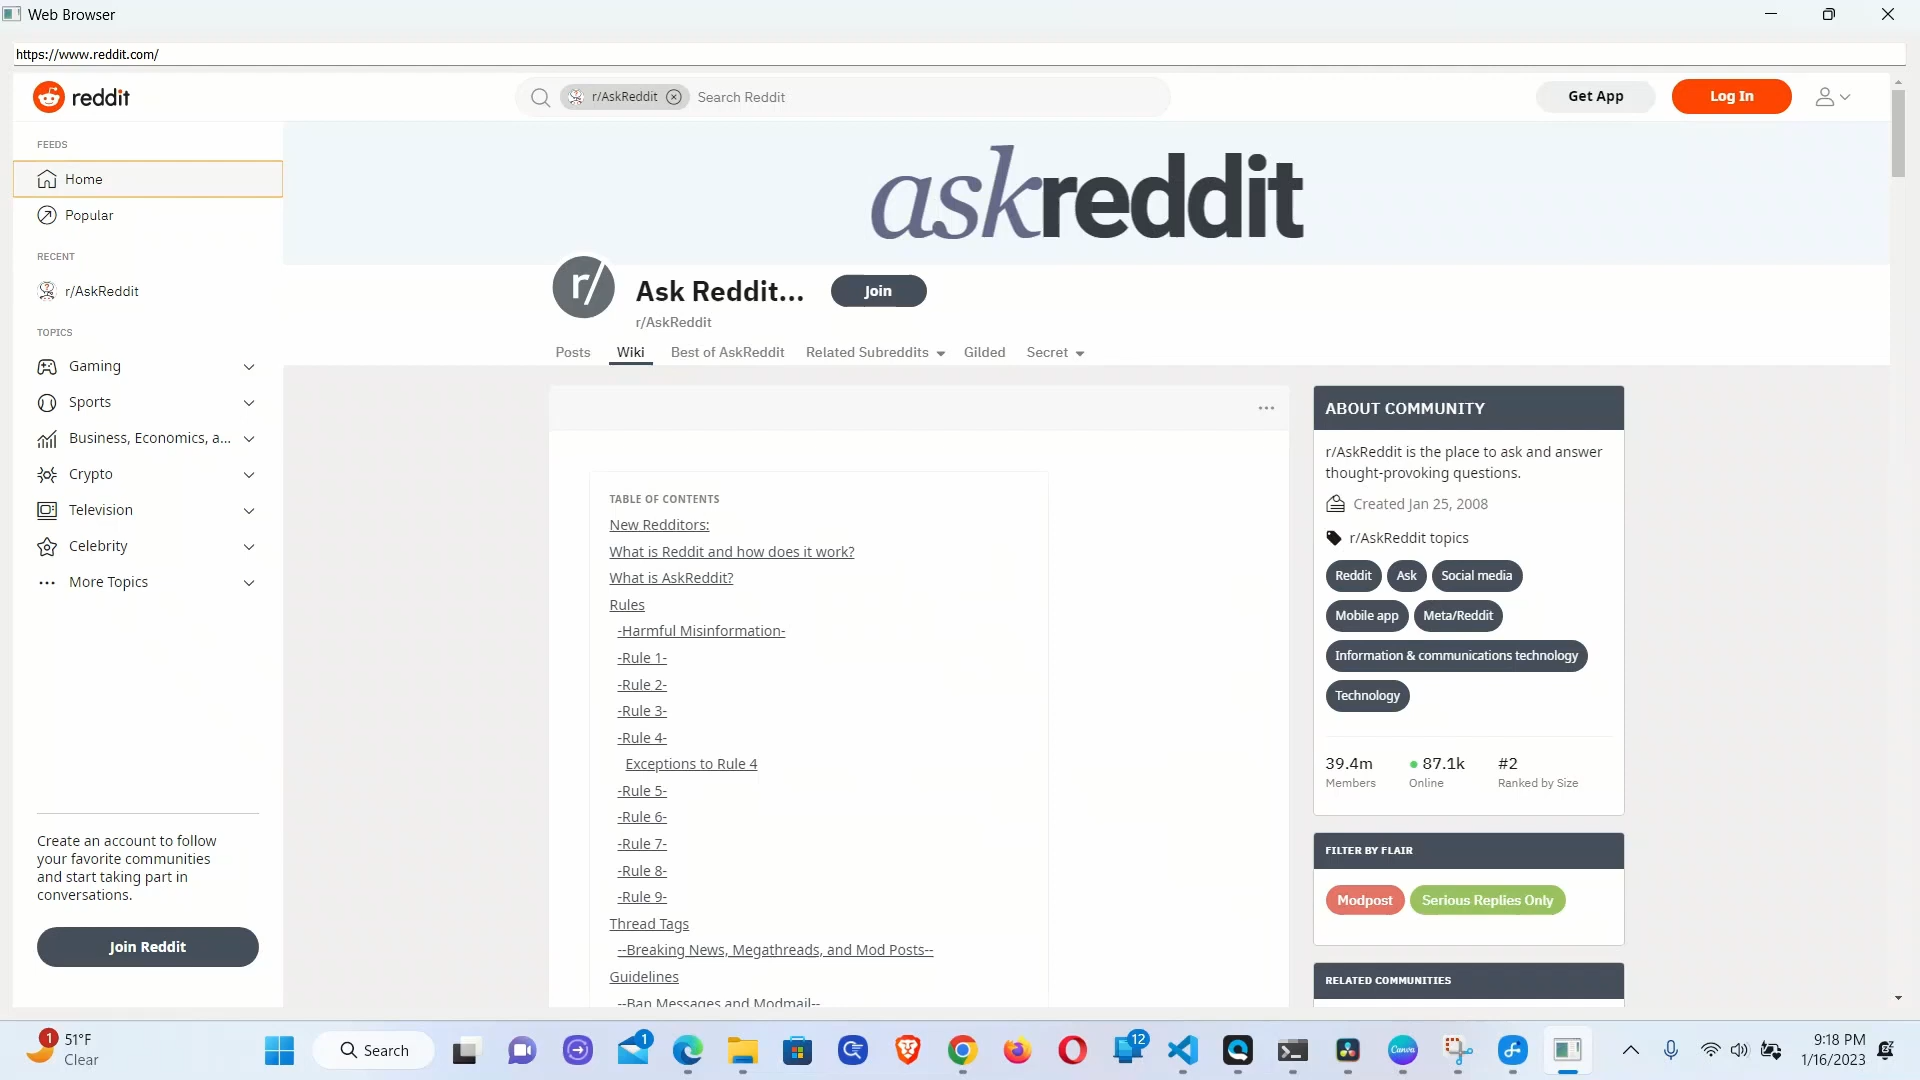 Web Browser
https://www.reddit.com/
reddit
r/AskReddit
Search Reddit
Get App
Log In
FEEDS
Home
Popular
RECENT
r/AskReddit
TOPICS
Gaming
Sports
Business, Economics, a...
Crypto
Television
Celebrity
More Topics
Create an account to follow
your favorite communities
and start taking part in
conversations.
Join Reddit
askreddit
r/
Ask Reddit...
Join
r/AskReddit
Posts
Wiki
Best of AskReddit
Related Subreddits
Gilded
Secret
TABLE OF CONTENTS
New Redditors:
What is Reddit and how does it work?
What is AskReddit?
Rules
-Harmful Misinformation-
-Rule 1-
-Rule 2-
-Rule 3-
-Rule 4-
Exceptions to Rule 4
-Rule 5-
-Rule 6-
-Rule 7-
-Rule 8-
-Rule 9-
Thread Tags
--Breaking News, Megathreads, and Mod Posts--
Guidelines
--Ban Messages and Modmail--
ABOUT COMMUNITY
r/AskReddit is the place to ask and answer
thought-provoking questions.
Created Jan 25, 2008
r/AskReddit topics
Reddit
Ask
Social media
Mobile app
Meta/Reddit
Information & communications technology
Technology
39.4m
87.1k
#2
Members
Online
Ranked by Size
FILTER BY FLAIR
Modpost
Serious Replies Only
RELATED COMMUNITIES
1
51°F
Clear
Search
1
12
Canva
9:18 PM
1/16/2023